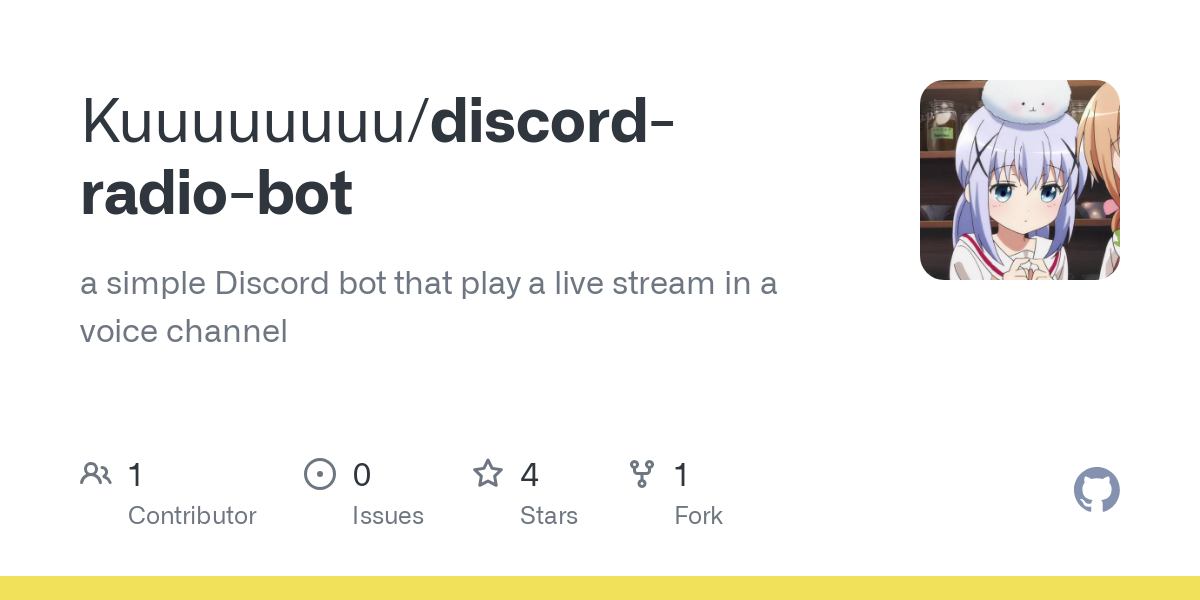 Kuuuuuuuu/discord-
radio-bot
a simple Discord bot that play a live stream in a
voice channel
1
Contributor
0
Issues
4
Stars
1
Fork